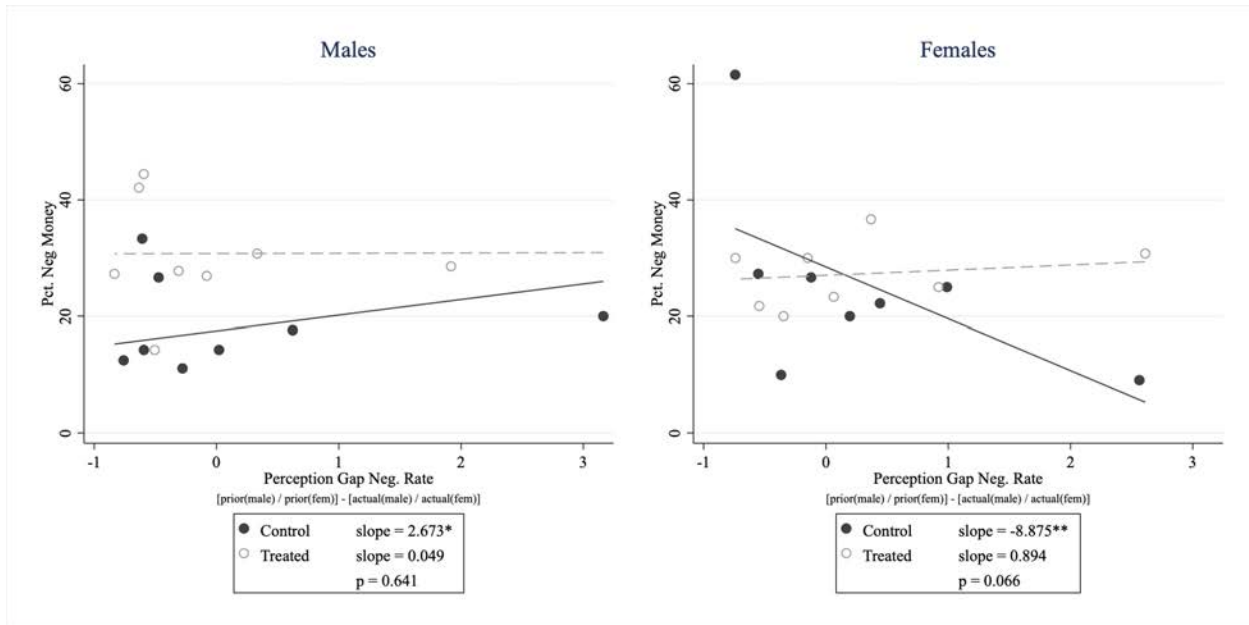 Males
Pct. Neg Money
60
40
20
0
-1 0 1 2 3
Perception Gap Neg. Rate
[prior(male) / prior(fem)] - [actual(male) / actual(fem)]
Control slope = 2.673*
Treated slope = 0.049
p = 0.641
Females
Pct. Neg Money
60
40
20
0
-1 0 1 2 3
Perception Gap Neg. Rate
[prior(male) / prior(fem)] - [actual(male) / actual(fem)]
Control slope = -8.875**
Treated slope = 0.894
p = 0.066